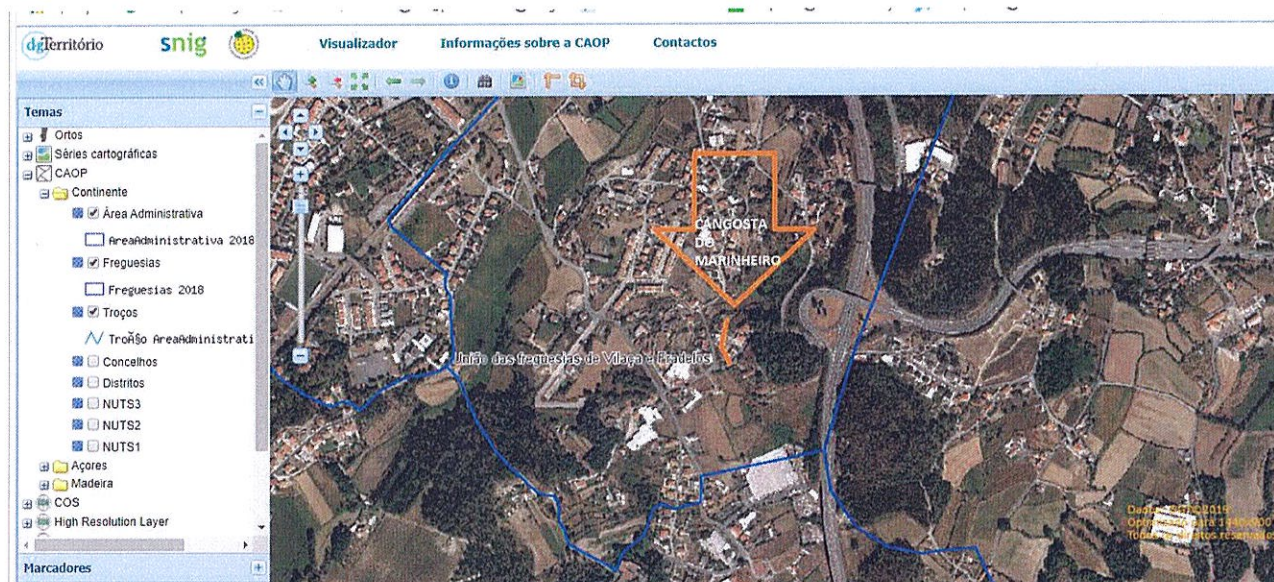 dgTerritório
snig
Visualizador
Informações sobre a CAOP
Contactos
Temas
Ortos
Séries cartográficas
CAOP
Continente
Área Administrativa
AreaAdministrativa 2018
Freguesias
Freguesias 2018
Troços
TroÃ§o AreaAdministrati
Concelhos
Distritos
NUTS3
NUTS2
NUTS1
Açores
Madeira
COS
High Resolution Layer
Marcadores
CANGOSTA
DO
MARINHEIRO
União das freguesias de Vilaça e Fradelos